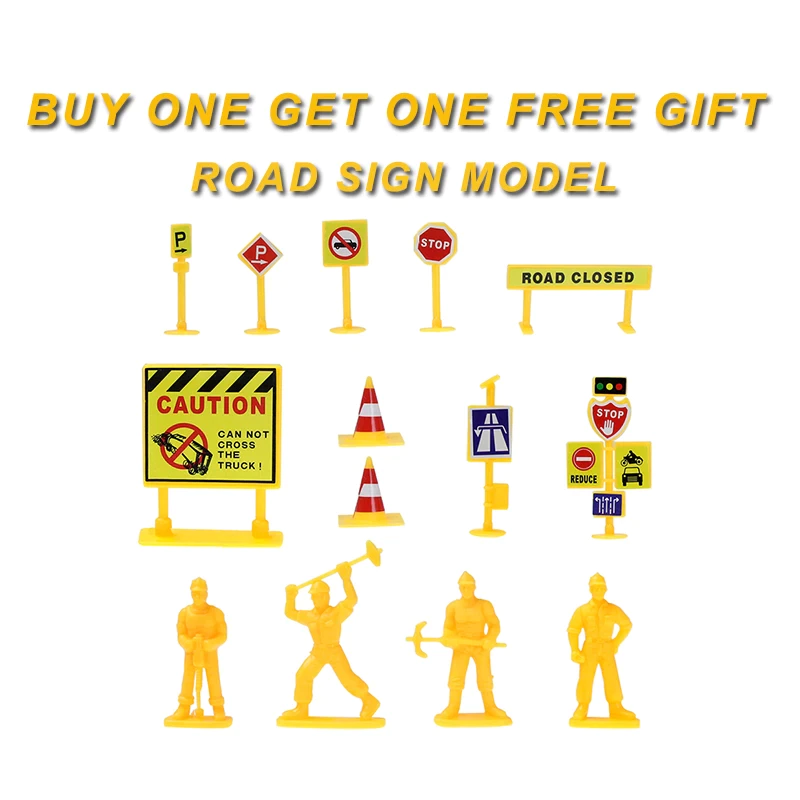 BUY ONE GET ONE FREE GIFT
ROAD SIGN MODEL
P
P
STOP
ROAD CLOSED
CAUTION
CAN NOT
CROSS
THE
TRUCK !
STOP
REDUCE